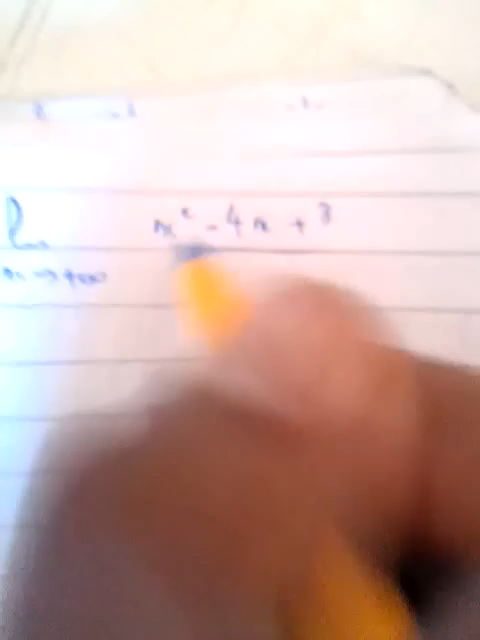 lim x² - 4x + 3
x → +∞